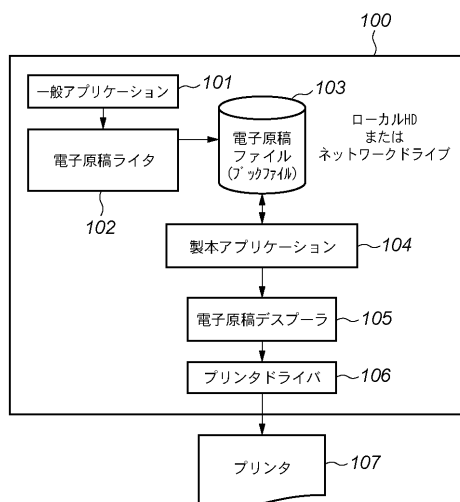 100
101
一般アプリケーション
103
電子原稿
ファイル
(ブックファイル)
ローカルHD
または
ネットワークドライブ
電子原稿ライタ
102
製本アプリケーション
104
電子原稿デスプーラ
105
プリンタドライバ
106
プリンタ
107